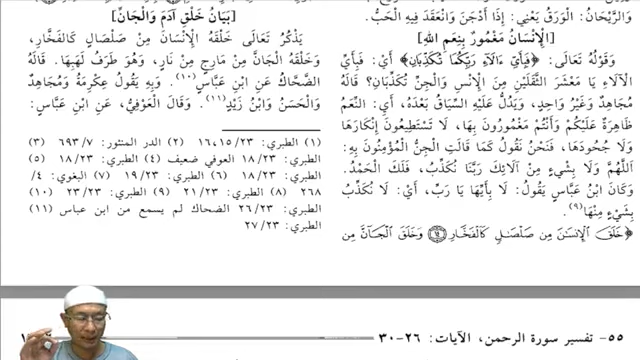 وَالرَّيْحَانُ: الْوَرَقُ يَعْنِي: إِذَا أَدْجَنَ وَانْعَقَدَ فِيهِ الْحَبُّ.
[الْإِنْسَانُ مَغْمُورٌ بِنِعَمِ اللهِ]
وَقَوْلُهُ تَعَالَى: ﴿فَبِأَيِّ ءَالَآءِ رَبِّكُمَا تُكَذِّبَانِ﴾ أَيْ: فَبِأَيِّ
الْآلَاءِ يَا مَعْشَرَ الثَّقَلَيْنِ مِنَ الْإِنْسِ وَالْجِنِّ تُكَذِّبَانِ؟ قَالَهُ
مُجَاهِدٌ وَغَيْرُ وَاحِدٍ، وَيَدُلُّ عَلَيْهِ السِّيَاقُ بَعْدَهُ، أَيْ: النِّعَمُ
ظَاهِرَةٌ عَلَيْكُمْ وَأَنْتُمْ مَغْمُورُونَ بِهَا، لَا تَسْتَطِيعُونَ إِنْكَارَهَا
وَلَا جُحُودَهَا، فَنَحْنُ نَقُولُ كَمَا قَالَتِ الْجِنُّ الْمُؤْمِنُونَ بِهِ:
اللَّهُمَّ وَلَا بِشَيْءٍ مِنْ آلَائِكَ رَبَّنَا نُكَذِّبُ، فَلَكَ الْحَمْدُ.
وَكَانَ ابْنُ عَبَّاسٍ يَقُولُ: لَا بِأَيِّهَا يَا رَبِّ، أَيْ: لَا نُكَذِّبُ
بِشَيْءٍ مِنْهَا(٩).
﴿خَلَقَ الْإِنْسَانَ مِن صَلْصَالٍ كَالْفَخَّارِ ﴿١٤﴾ وَخَلَقَ الْجَآنَّ مِن
[بَيَانُ خَلْقِ آدَمَ وَالْجَانِّ]
يَذْكُرُ تَعَالَى خَلْقَهُ الْإِنْسَانَ مِنْ صَلْصَالٍ كَالْفَخَّارِ،
وَخَلْقَهُ الْجَانَّ مِنْ مَارِجٍ مِنْ نَارٍ، وَهُوَ طَرَفُ لَهَبِهَا. قَالَهُ
الضَّحَّاكُ عَنِ ابْنِ عَبَّاسٍ(١٠). وَبِهِ يَقُولُ عِكْرِمَةُ وَمُجَاهِدٌ
وَالْحَسَنُ وَابْنُ زَيْدٍ(١١). وَقَالَ الْعَوْفِيُّ، عَنِ ابْنِ عَبَّاسٍ:
(١) الطبري: ٢٣/ ١٥،١٦ (٢) الدر المنثور: ٧/ ٦٩٣ (٣)
الطبري: ٢٣/ ١٨ العوفي ضعيف (٤) الطبري: ٢٣/ ١٨ (٥)
الطبري: ٢٣/ ١٨ (٦) الطبري: ٢٣/ ١٩ (٧) البغوي: ٤/
٢٦٨ (٨) الطبري: ٢٣/ ٢١ (٩) الطبري: ٢٣/ ٢٣ (١٠)
الطبري: ٢٣/ ٢٦ الضحاك لم يسمع من ابن عباس (١١)
الطبري: ٢٣/ ٢٧
٥٥- تفسير سورة الرحمن، الآيات: ٢٦-٣٠